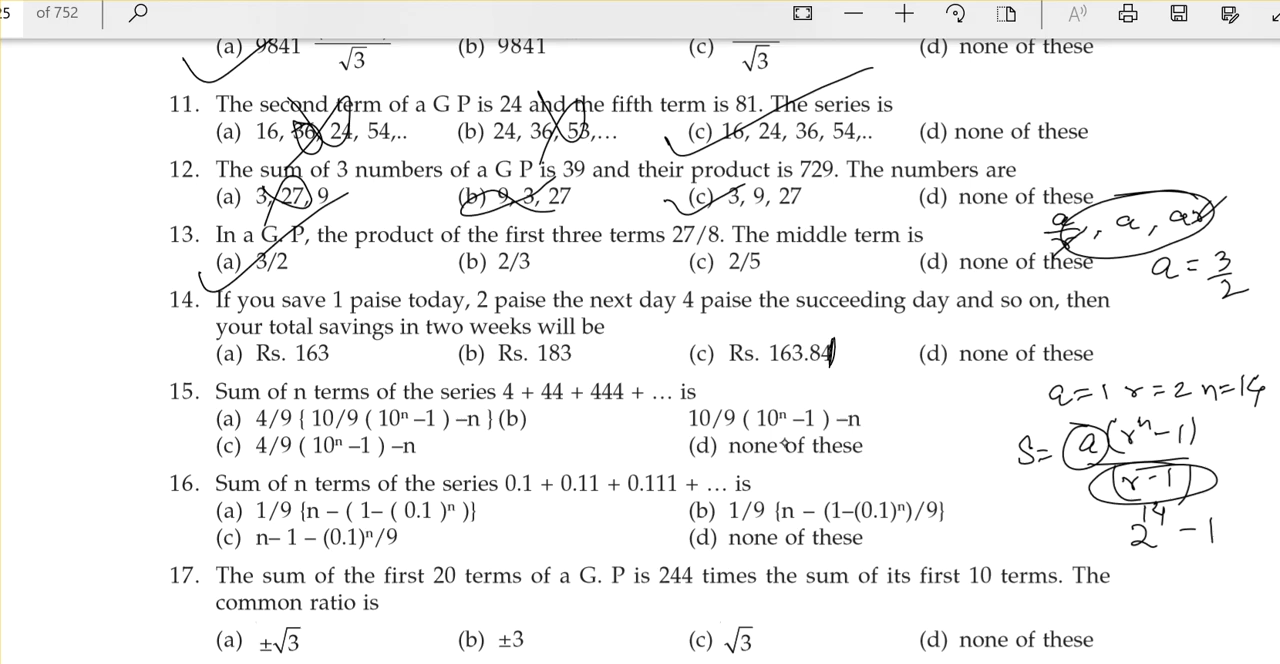 25 of 752
(a) 9841 √3 (b) 9841 (c) √3 (d) none of these
11. The second term of a G P is 24 and the fifth term is 81. The series is
(a) 16, 36, 24, 54,.. (b) 24, 36, 53,... (c) 16, 24, 36, 54,.. (d) none of these
12. The sum of 3 numbers of a G P is 39 and their product is 729. The numbers are
(a) 3, 27, 9 (b) 9, 3, 27 (c) 3, 9, 27 (d) none of these
a/r, a, ar
13. In a G. P, the product of the first three terms 27/8. The middle term is
(a) 3/2 (b) 2/3 (c) 2/5 (d) none of these
a = 3/2
14. If you save 1 paise today, 2 paise the next day 4 paise the succeeding day and so on, then
your total savings in two weeks will be
(a) Rs. 163 (b) Rs. 183 (c) Rs. 163.84 (d) none of these
a=1 r=2 n=14
15. Sum of n terms of the series 4 + 44 + 444 + … is
(a) 4/9 { 10/9 ( 10ⁿ –1 ) –n } (b) 10/9 ( 10ⁿ –1 ) –n
(c) 4/9 ( 10ⁿ –1 ) –n (d) none of these
S= a(rⁿ-1)
(r-1)
2¹⁴ - 1
16. Sum of n terms of the series 0.1 + 0.11 + 0.111 + … is
(a) 1/9 {n – ( 1– ( 0.1 )ⁿ )} (b) 1/9 {n – (1–(0.1)ⁿ)/9}
(c) n– 1 – (0.1)ⁿ/9 (d) none of these
17. The sum of the first 20 terms of a G. P is 244 times the sum of its first 10 terms. The
common ratio is
(a) ±√3 (b) ±3 (c) √3 (d) none of these